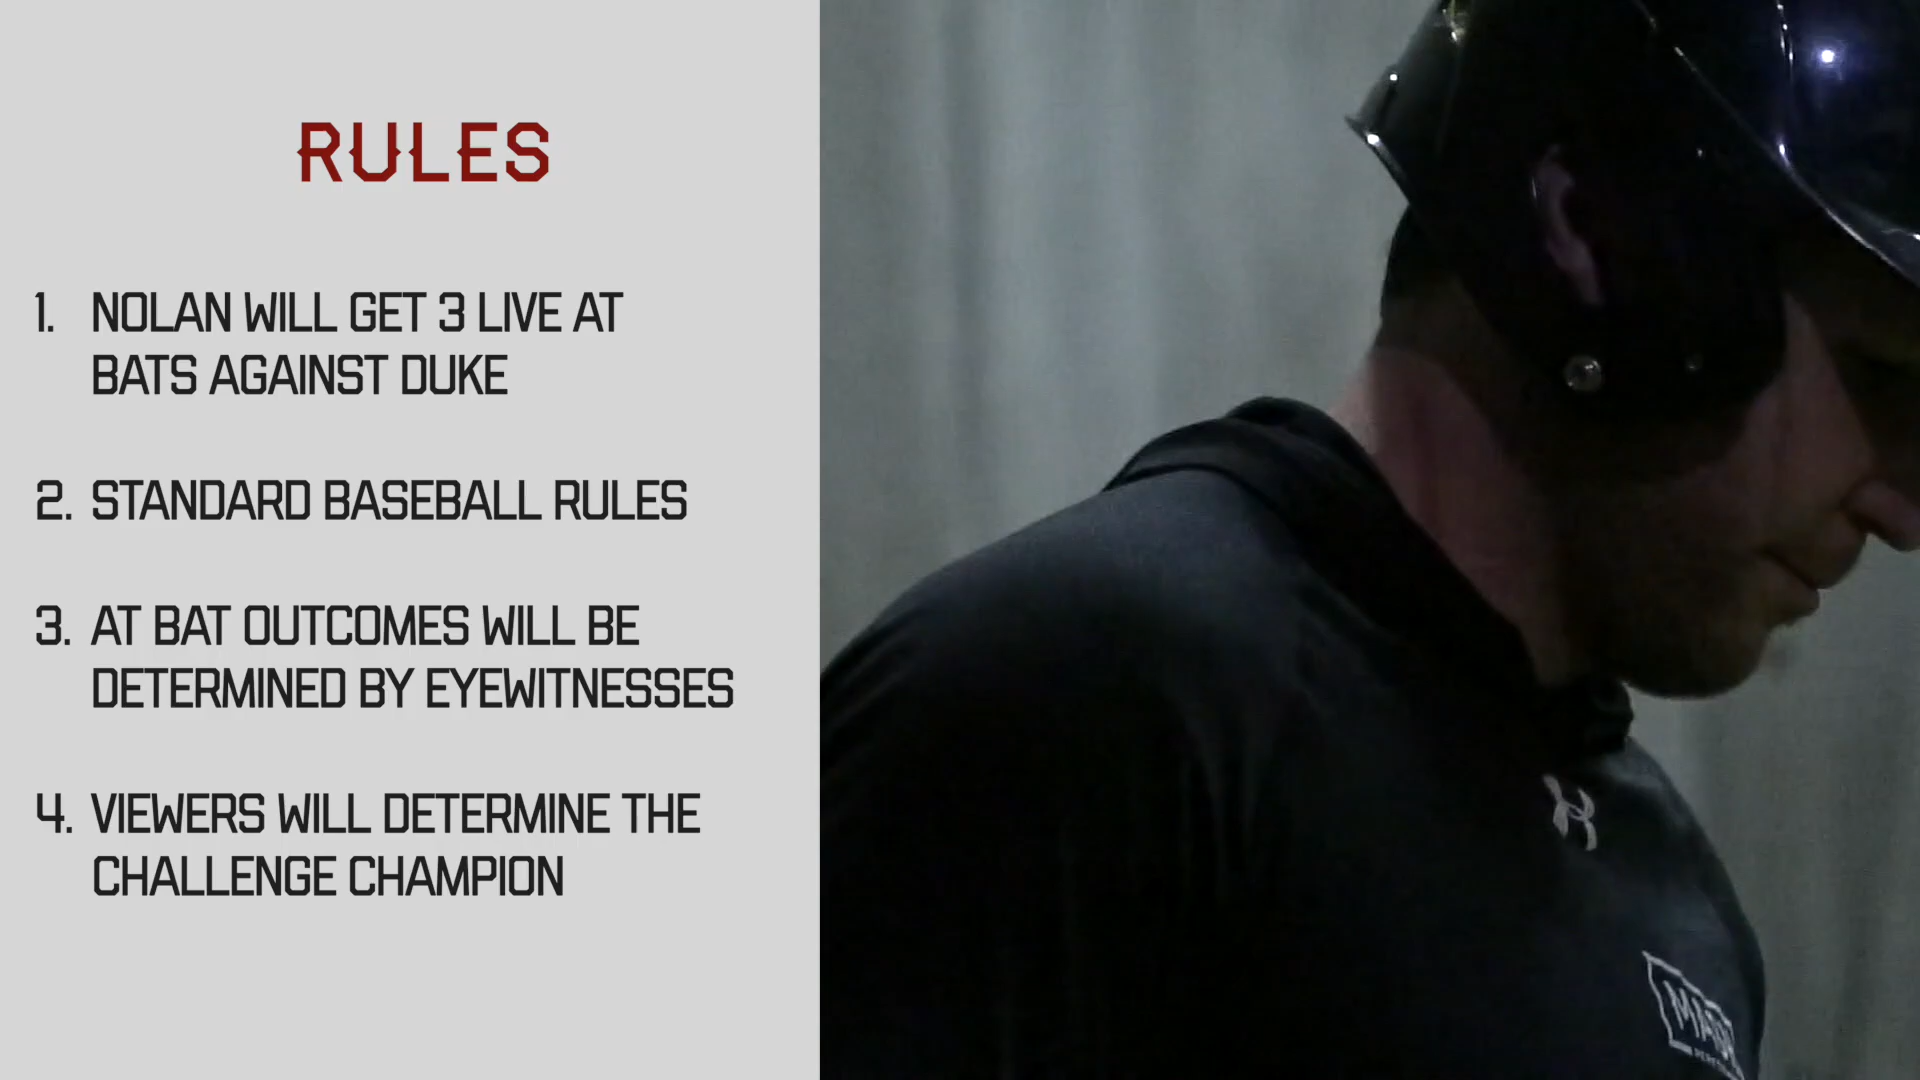 RULES
1. NOLAN WILL GET 3 LIVE AT
BATS AGAINST DUKE
2. STANDARD BASEBALL RULES
3. AT BAT OUTCOMES WILL BE
DETERMINED BY EYEWITNESSES
4. VIEWERS WILL DETERMINE THE
CHALLENGE CHAMPION